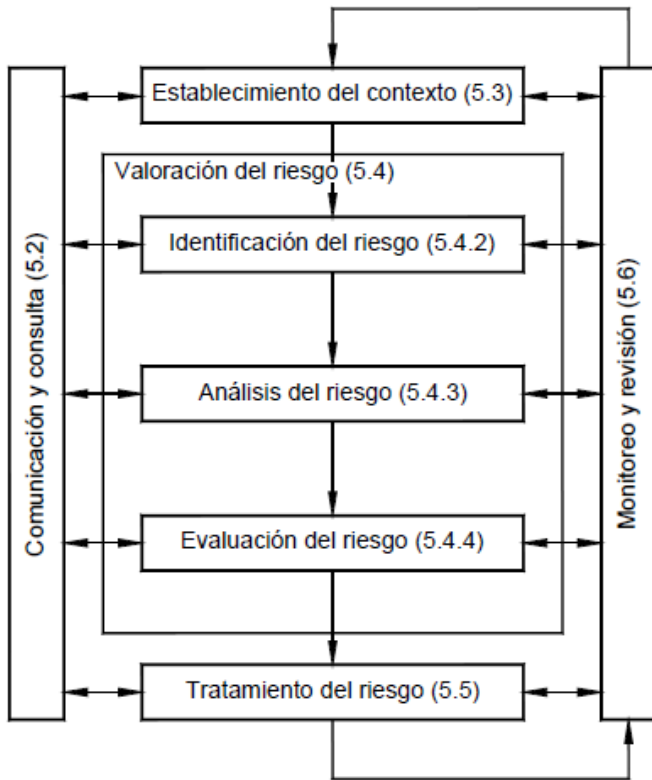 Establecimiento del contexto (5.3)
Valoración del riesgo (5.4)
Identificación del riesgo (5.4.2)
Análisis del riesgo (5.4.3)
Evaluación del riesgo (5.4.4)
Tratamiento del riesgo (5.5)
Comunicación y consulta (5.2)
Monitoreo y revisión (5.6)